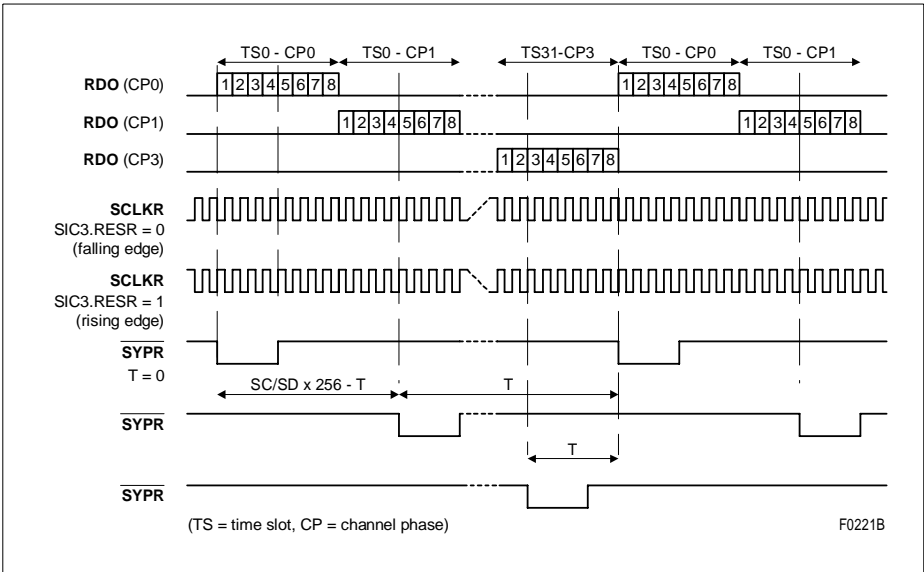 TS0 - CP0 TS0 - CP1 TS31-CP3 TS0 - CP0 TS0 - CP1
RDO (CP0) 1 2 3 4 5 6 7 8 1 2 3 4 5 6 7 8
RDO (CP1) 1 2 3 4 5 6 7 8 1 2 3 4 5 6 7 8
RDO (CP3) 1 2 3 4 5 6 7 8
SCLKR
SIC3.RESR = 0
(falling edge)
SCLKR
SIC3.RESR = 1
(rising edge)
SYPR
T = 0
SC/SD x 256 - T T
SYPR
T
SYPR
(TS = time slot, CP = channel phase) F0221B